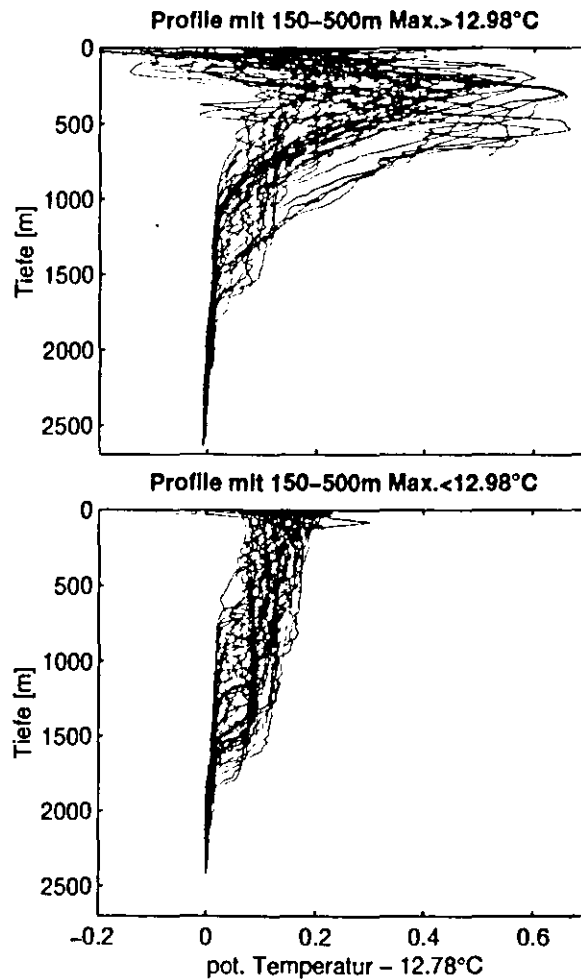 Profile mit 150–500m Max.>12.98°C
0
500
1000
1500
2000
2500
Tiefe [m]
Profile mit 150–500m Max.<12.98°C
0
500
1000
1500
2000
2500
Tiefe [m]
−0.2 0 0.2 0.4 0.6
pot. Temperatur – 12.78°C